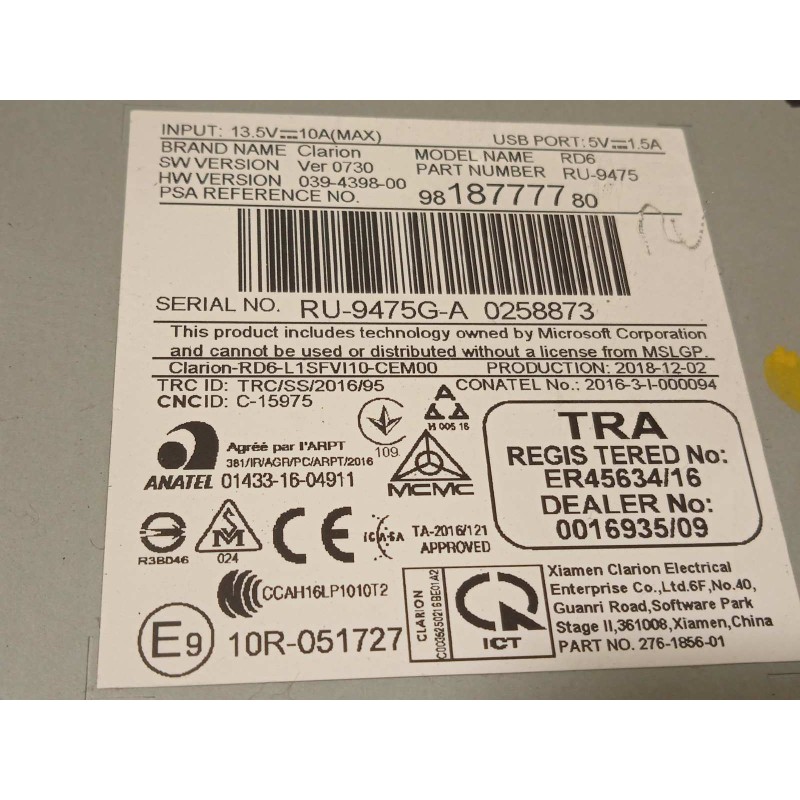 INPUT: 13.5V⎓10A(MAX) USB PORT:5V⎓1.5A
BRAND NAME Clarion MODEL NAME RD6
SW VERSION Ver 0730 PART NUMBER RU-9475
HW VERSION 039-4398-00
PSA REFERENCE NO. 98 187777 80
SERIAL NO. RU-9475G-A 0258873
This product includes technology owned by Microsoft Corporation
and cannot be used or distributed without a license from MSLGP.
Clarion-RD6-L1SFVI10-CEM00 PRODUCTION: 2018-12-02
TRC ID: TRC/SS/2016/95 CONATEL No.: 2016-3-I-000094
CNCID: C-15975
A
H 005 16
109
Agréé par l'ARPT
381/IR/AGR/PC/ARPT/2016
ANATEL 01433-16-04911
MCMC
TRA
REGIS TERED No:
ER45634/16
DEALER No:
0016935/09
R3BD46
SM
024
CE
ICASA
TA-2016/121
APPROVED
CCAH16LP1010T2
E9 10R-051727
CLARION
ICT
Xiamen Clarion Electrical
Enterprise Co.,Ltd.6F,No.40,
Guanri Road,Software Park
Stage II,361008,Xiamen,China
PART NO. 276-1856-01